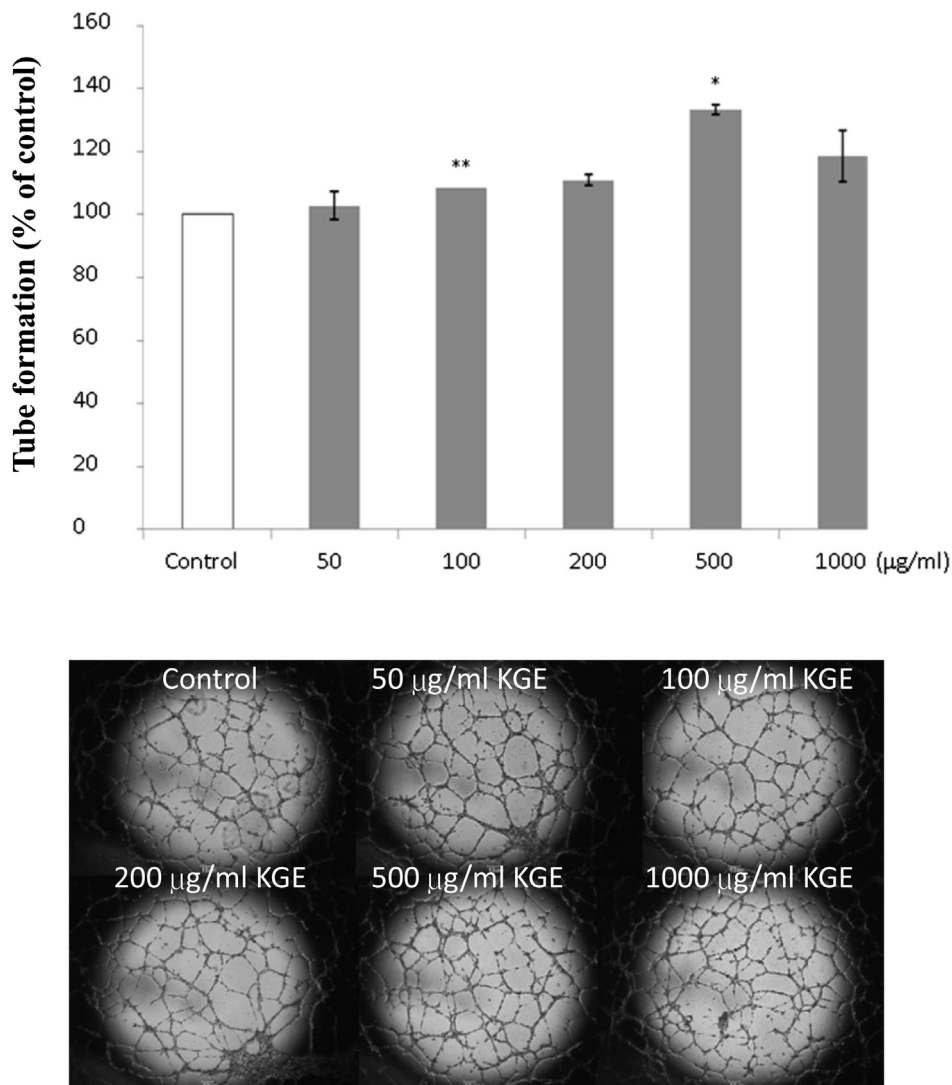 Tube formation (% of control)
160
140
120
100
80
60
40
20
0
**
*
Control 50 100 200 500 1000 (µg/ml)
Control 50 µg/ml KGE 100 µg/ml KGE
200 µg/ml KGE 500 µg/ml KGE 1000 µg/ml KGE